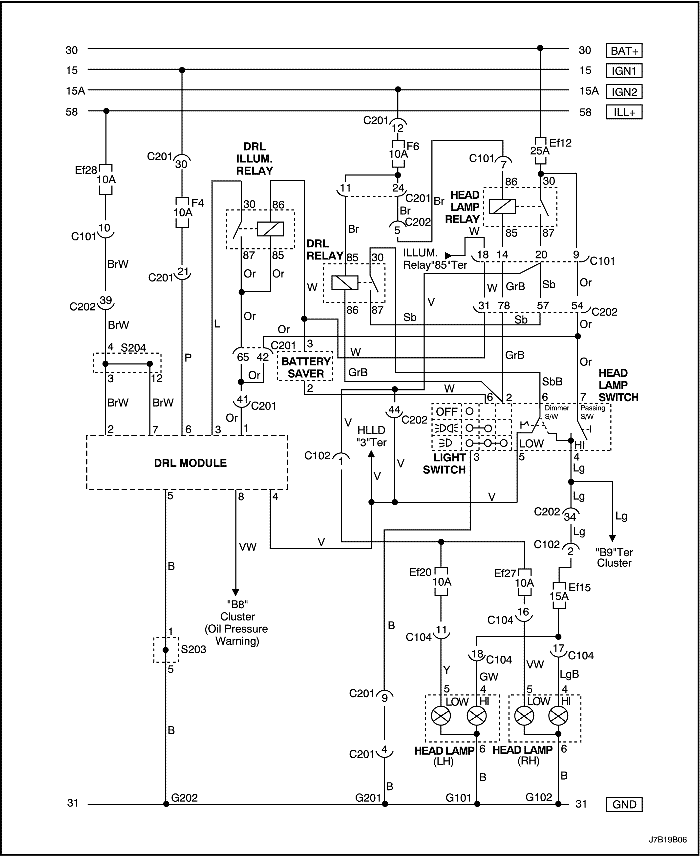 30 30 BAT+
15 15 IGN1
15A 15A IGN2
58 58 ILL+
C201
12
F6
10A
Ef12
25A
C201
30
DRL
ILLUM.
RELAY
Ef28
10A
F4
10A
30 86
87 85
Or Or
11 24
C201
Br
C202
5
Br
C101
7
Br
86 30
HEAD
LAMP
RELAY
85 87
W
ILLUM.
Relay"85"Ter
18 14 20 9
C101
10
C101
BrW
21
C201
DRL
RELAY
85 30
86 87
W
V
W GrB Sb Or
31 78 57 54
C202
39
C202
BrW
L
Or
Or
Sb
Sb
Or
4 S204
3 12
P
65 42
C201
Or
3
BATTERY
SAVER
2
W
GrB
GrB
SbB
Or
HEAD
LAMP
SWITCH
BrW BrW
41
C201
Or
W
6 2 6 7
OFF
Dimmer
S/W
Passing
S/W
LOW HI
LIGHT
SWITCH
3 5 4
V
44
C202
HLLD
"3"Ter
C102
1
V V
2 7 6 3 1
DRL MODULE
5 8 4
V
V
Lg
Lg
C202
34
Lg
Lg
C102
2
"B9"Ter
Cluster
B
VW
"B8"
Cluster
(Oil Pressure
Warning)
Ef20
10A
Ef27
10A
Ef15
15A
1
S203
5
B
11
C104
16
C104
18
C104
17
C104
Y GW VW LgB
C201
9
5 4
LOW HI
5 4
LOW HI
HEAD LAMP
(LH)
6
HEAD LAMP
(RH)
6
C201
4
B
B
B
B
31 G202 G201 G101 G102 31 GND
J7B19B06